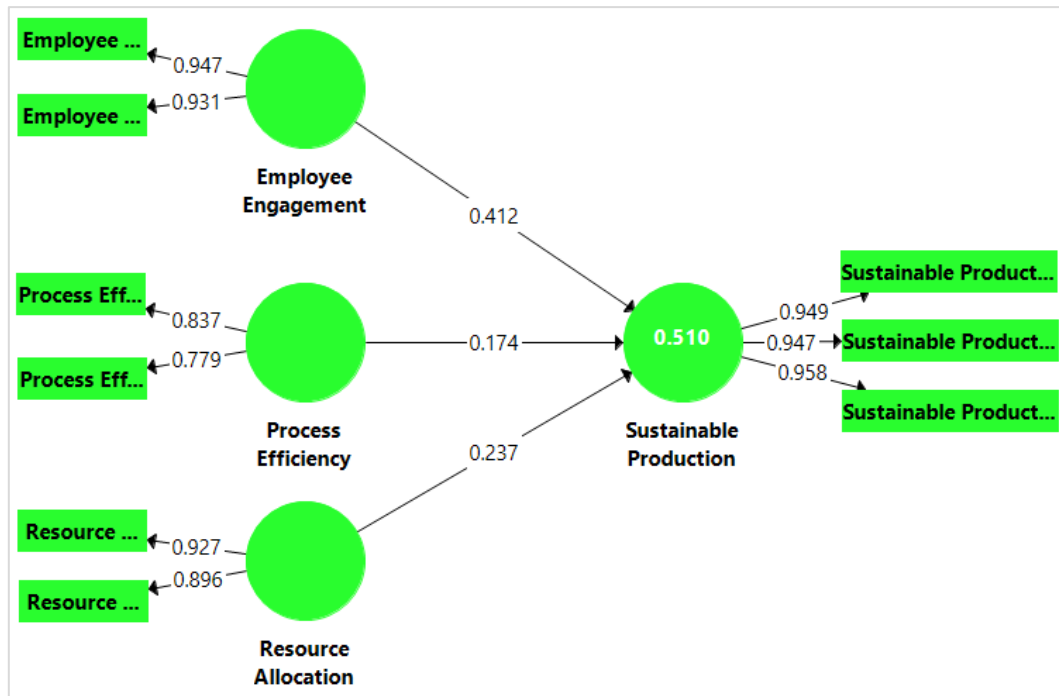 Employee ...
0.947
0.931
Employee ...
Employee
Engagement
0.412
Process Eff...
0.837
0.779
Process Eff...
Process
Efficiency
0.174
Resource ...
0.927
0.896
Resource ...
Resource
Allocation
0.237
0.510
Sustainable
Production
Sustainable Product...
0.949
0.947
Sustainable Product...
0.958
Sustainable Product...